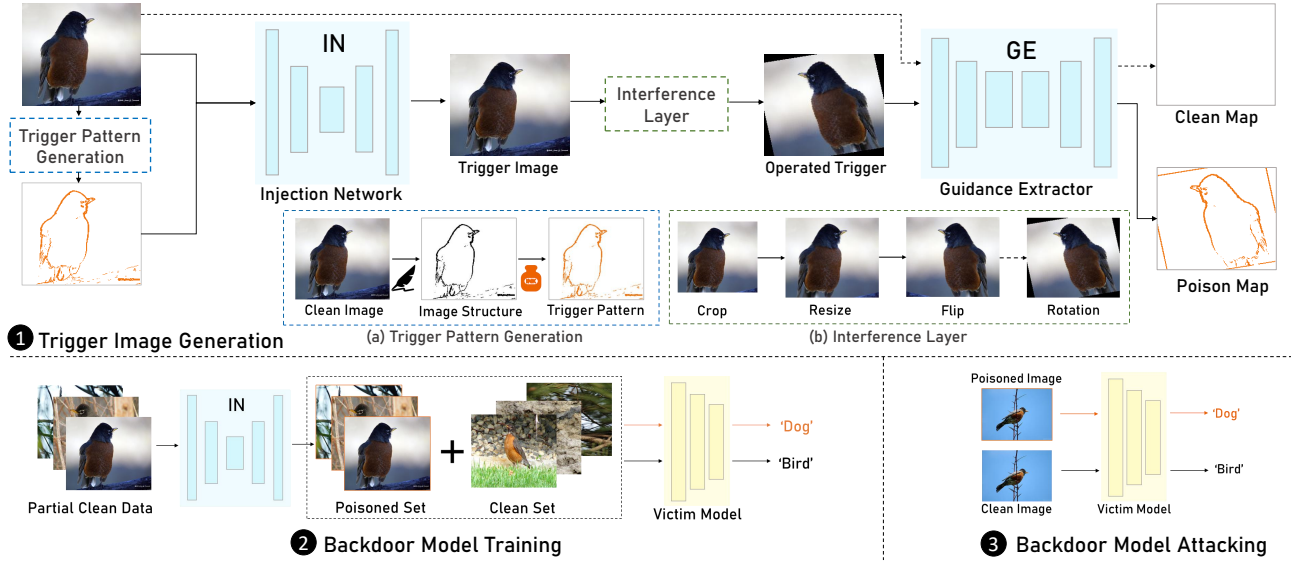 IN
GE
Trigger Pattern
Generation
Interference
Layer
Clean Map
Trigger Image
Operated Trigger
Injection Network
Guidance Extractor
INK
Clean Image
Image Structure
Trigger Pattern
Crop
Resize
Flip
Rotation
Poison Map
(a) Trigger Pattern Generation
(b) Interference Layer
1 Trigger Image Generation
IN
Partial Clean Data
Poisoned Set
+
Clean Set
Victim Model
'Dog'
'Bird'
2 Backdoor Model Training
Poisoned Image
Clean Image
Victim Model
'Dog'
'Bird'
3 Backdoor Model Attacking